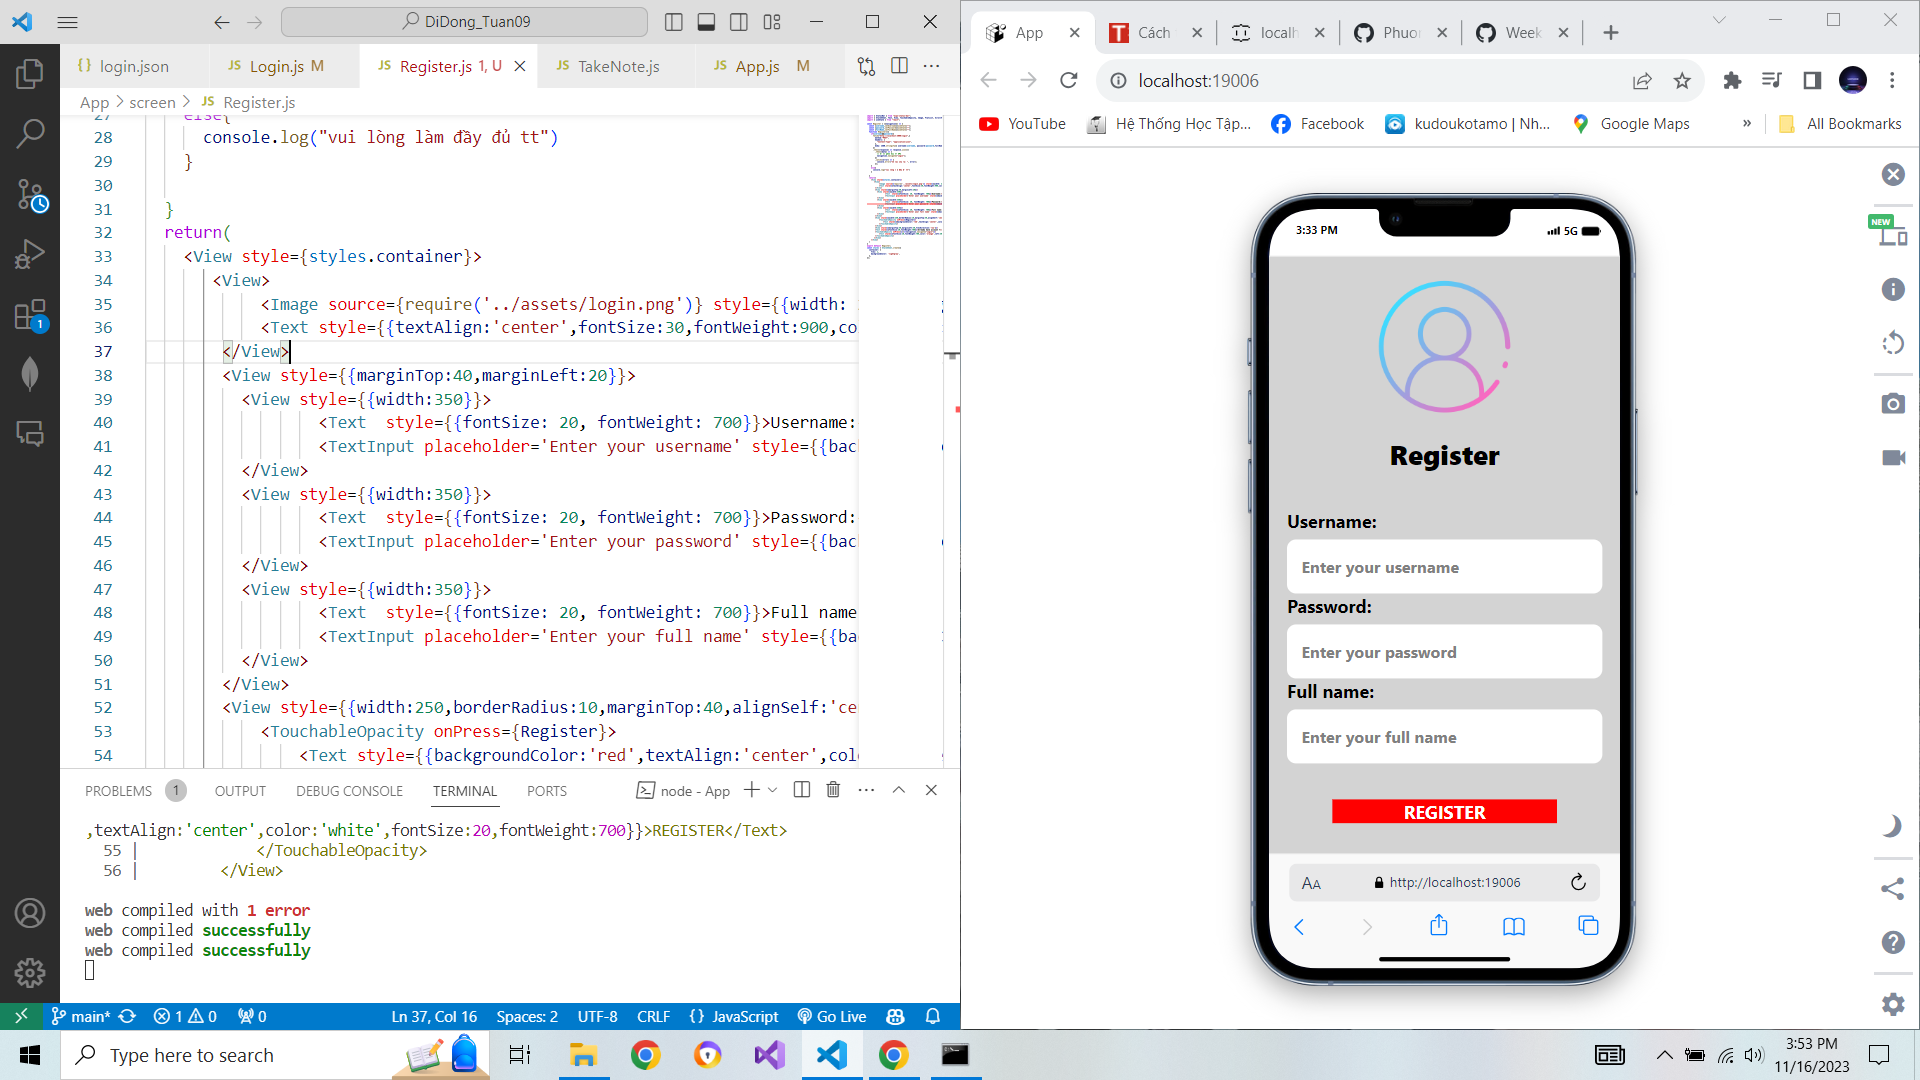 DiDong_Tuan09
login.json
JS Login.js M
JS Register.js 1, U
JS TakeNote.js
JS App.js M
App > screen > JS Register.js
27 else{
28 console.log("vui lòng làm đầy đủ tt")
29 }
30
31 }
32 return(
33 <View style={styles.container}>
34 <View>
35 <Image source={require('../assets/login.png')} style={{width:
36 <Text style={{textAlign:'center',fontSize:30,fontWeight:900,co
37 </View>
38 <View style={{marginTop:40,marginLeft:20}}>
39 <View style={{width:350}}>
40 <Text  style={{fontSize: 20, fontWeight: 700}}>Username:
41 <TextInput placeholder='Enter your username' style={{bac
42 </View>
43 <View style={{width:350}}>
44 <Text  style={{fontSize: 20, fontWeight: 700}}>Password:
45 <TextInput placeholder='Enter your password' style={{bac
46 </View>
47 <View style={{width:350}}>
48 <Text  style={{fontSize: 20, fontWeight: 700}}>Full name
49 <TextInput placeholder='Enter your full name' style={{ba
50 </View>
51 </View>
52 <View style={{width:250,borderRadius:10,marginTop:40,alignSelf:'ce
53 <TouchableOpacity onPress={Register}>
54 <Text style={{backgroundColor:'red',textAlign:'center',col
PROBLEMS 1 OUTPUT DEBUG CONSOLE TERMINAL PORTS node - App
,textAlign:'center',color:'white',fontSize:20,fontWeight:700}}>REGISTER</Text>
55 | </TouchableOpacity>
56 | </View>
web compiled with 1 error
web compiled successfully
web compiled successfully
main* 1 0 0 Ln 37, Col 16 Spaces: 2 UTF-8 CRLF {} JavaScript Go Live
App
Cách
localh
Phuor
Week
localhost:19006
YouTube
Hệ Thống Học Tập...
Facebook
kudoukotamo | Nh...
Google Maps
»
All Bookmarks
NEW
3:33 PM
5G
Register
Username:
Enter your username
Password:
Enter your password
Full name:
Enter your full name
REGISTER
AA http://localhost:19006
Type here to search
3:53 PM
11/16/2023